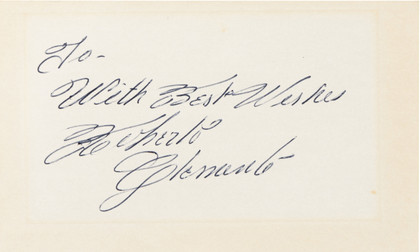 To-
With Best Wishes
Roberto
Clemente